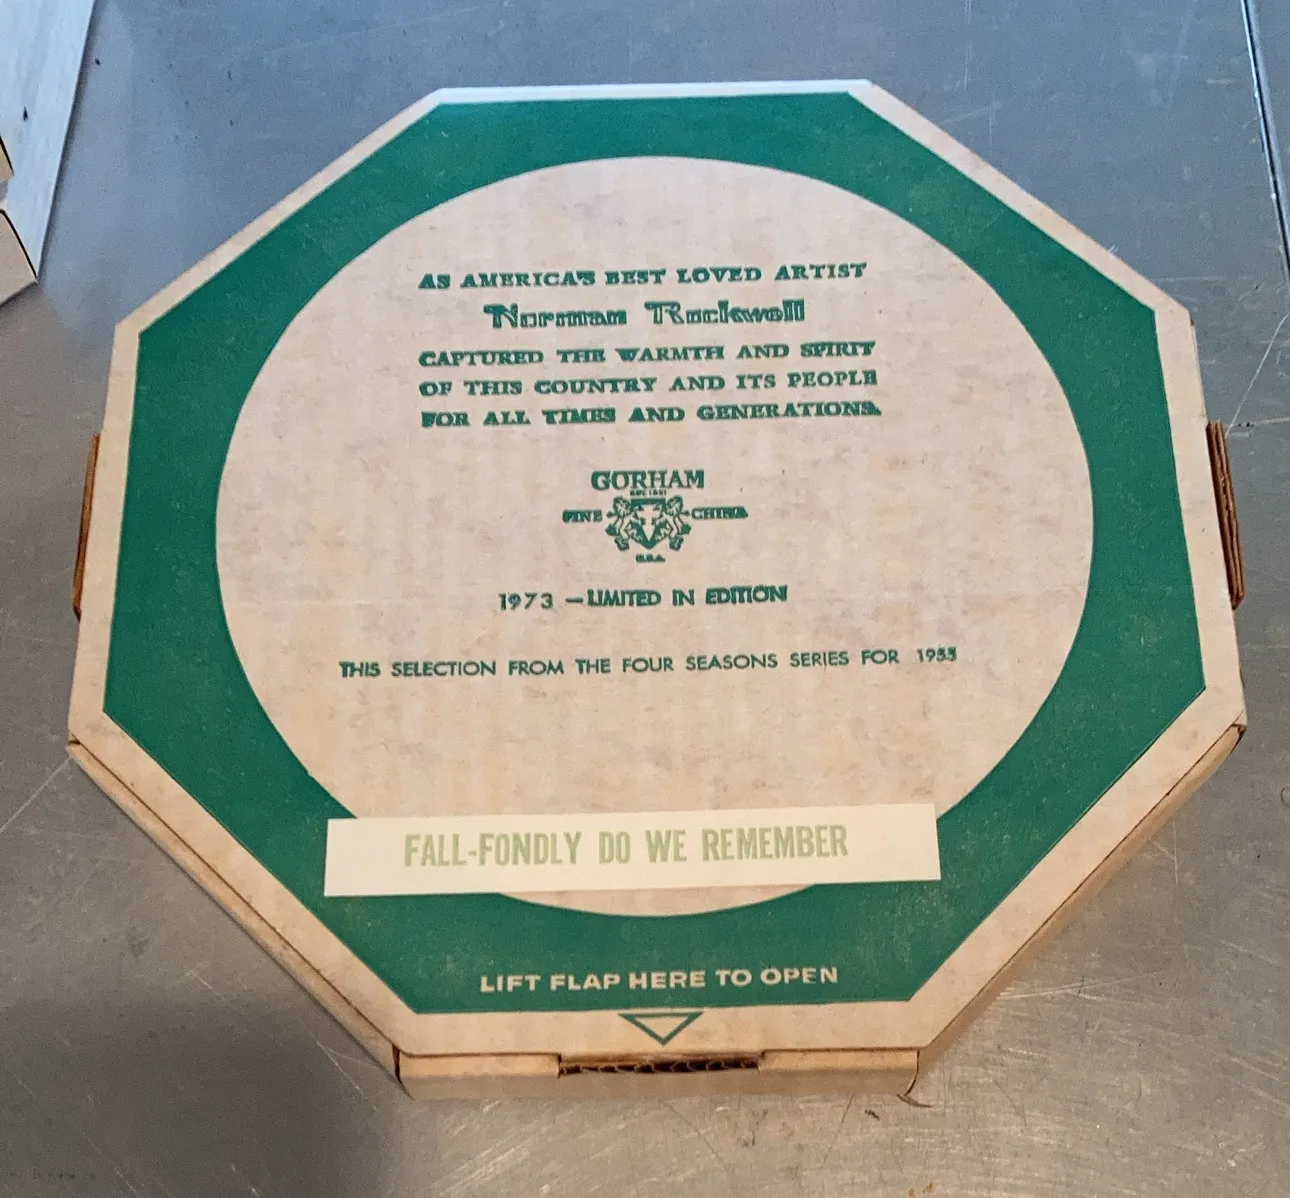 AS AMERICA'S BEST LOVED ARTIST
Norman Rockwell
CAPTURED THE WARMTH AND SPIRIT
OF THIS COUNTRY AND ITS PEOPLE
FOR ALL TIMES AND GENERATIONS.
GORHAM
FINE CHINA
U.S.A.
1973 — LIMITED IN EDITION
THIS SELECTION FROM THE FOUR SEASONS SERIES FOR 1955
FALL-FONDLY DO WE REMEMBER
LIFT FLAP HERE TO OPEN